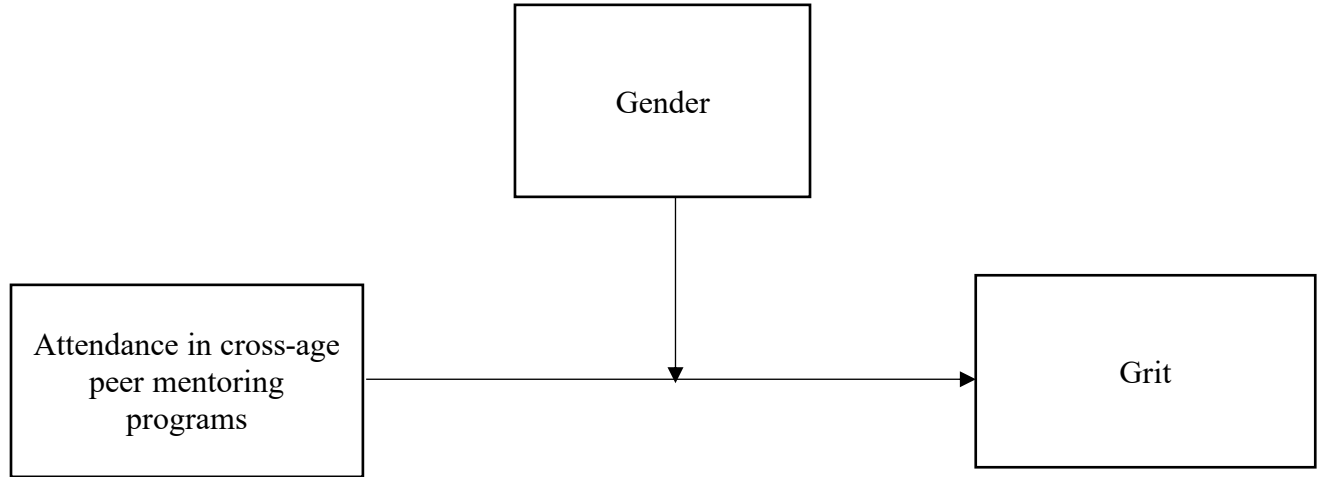 Gender
Attendance in cross-age
peer mentoring
programs
Grit